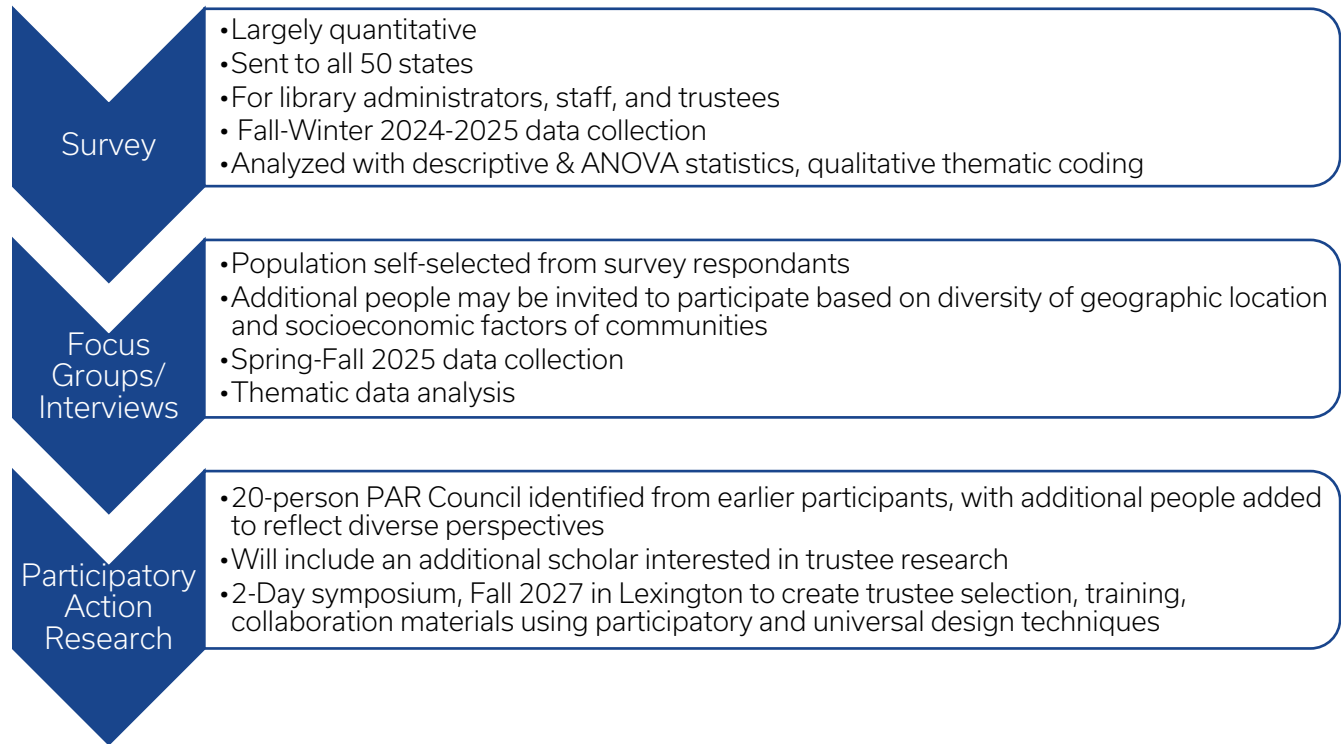 Survey
•Largely quantitative
•Sent to all 50 states
•For library administrators, staff, and trustees
• Fall-Winter 2024-2025 data collection
•Analyzed with descriptive & ANOVA statistics, qualitative thematic coding
Focus
Groups/
Interviews
•Population self-selected from survey respondants
•Additional people may be invited to participate based on diversity of geographic location
and socioeconomic factors of communities
•Spring-Fall 2025 data collection
•Thematic data analysis
Participatory
Action
Research
•20-person PAR Council identified from earlier participants, with additional people added
to reflect diverse perspectives
•Will include an additional scholar interested in trustee research
•2-Day symposium, Fall 2027 in Lexington to create trustee selection, training,
collaboration materials using participatory and universal design techniques